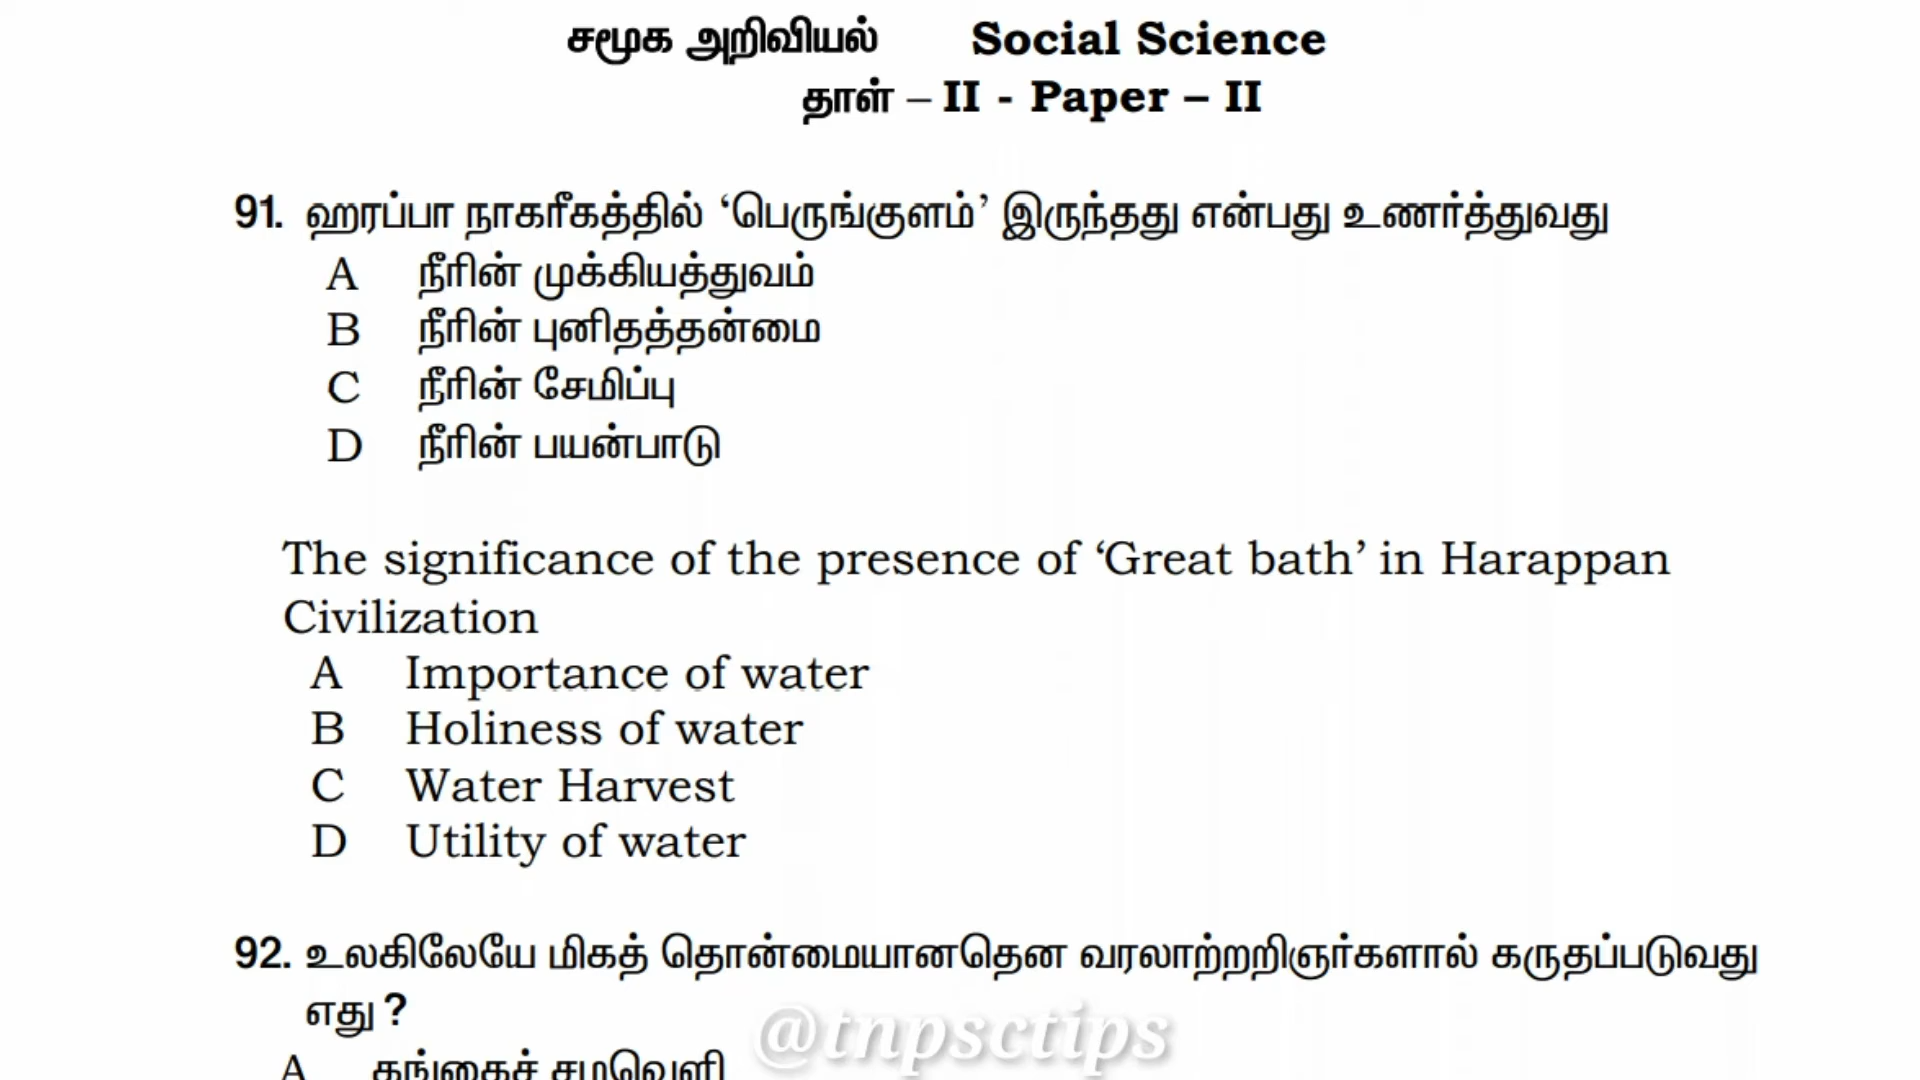 சமூக அறிவியல் Social Science
தாள் – II - Paper – II
91. ஹரப்பா நாகரீகத்தில் ‘பெருங்குளம்’ இருந்தது என்பது உணர்த்துவது
A நீரின் முக்கியத்துவம்
B நீரின் புனிதத்தன்மை
C நீரின் சேமிப்பு
D நீரின் பயன்பாடு
The significance of the presence of ‘Great bath’ in Harappan
Civilization
A Importance of water
B Holiness of water
C Water Harvest
D Utility of water
92. உலகிலேயே மிகத் தொன்மையானதென வரலாற்றறிஞர்களால் கருதப்படுவது
எது ?
@tnpsctips
A கங்கைச் சமவெளி